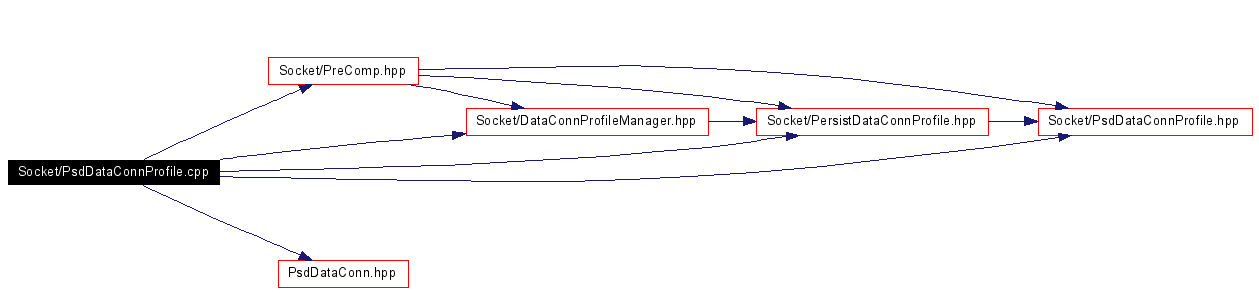 Socket/PreComp.hpp
Socket/DataConnProfileManager.hpp
Socket/PersistDataConnProfile.hpp
Socket/PsdDataConnProfile.hpp
Socket/PsdDataConnProfile.cpp
PsdDataConn.hpp